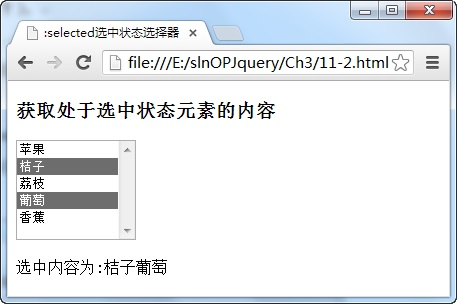 :selected选中状态选择器
file:///E:/slnOPJquery/Ch3/11-2.html
获取处于选中状态元素的内容
苹果
桔子
荔枝
葡萄
香蕉
选中内容为:桔子葡萄